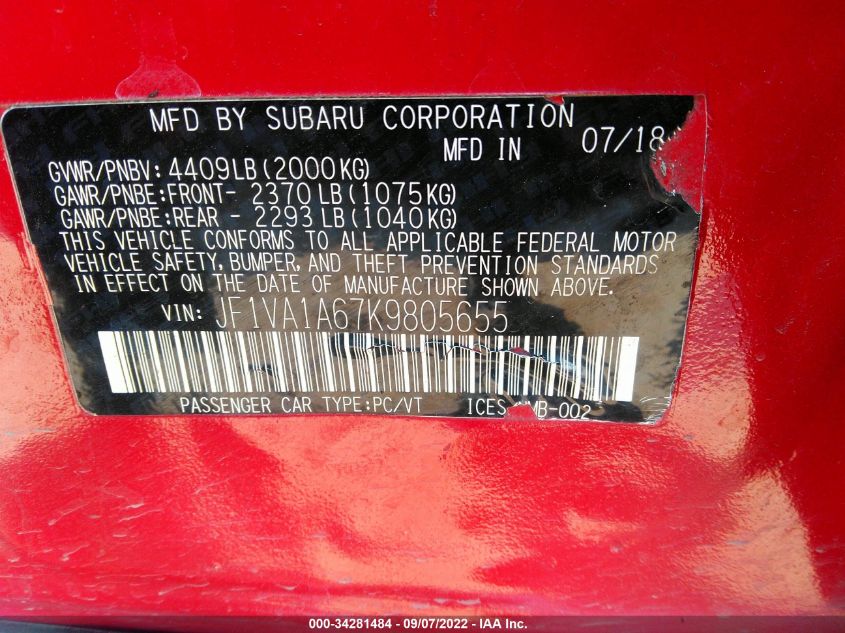 MFD BY SUBARU CORPORATION
MFD IN 07/18
GVWR/PNBV: 4409LB(2000KG)
GAWR/PNBE:FRONT- 2370LB(1075KG)
GAWR/PNBE:REAR - 2293LB(1040KG)
THIS VEHICLE CONFORMS TO ALL APPLICABLE FEDERAL MOTOR
VEHICLE SAFETY, BUMPER, AND THEFT PREVENTION STANDARDS
IN EFFECT ON THE DATE OF MANUFACTURE SHOWN ABOVE.
VIN: JF1VA1A67K9805655
PASSENGER CAR TYPE:PC/VT ICES MB-002
000-34281484 - 09/07/2022 - IAA Inc.